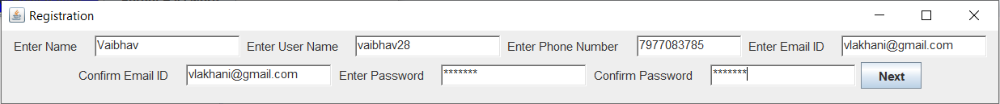 Registration
Enter Name Vaibhav Enter User Name vaibhav28 Enter Phone Number 7977083785 Enter Email ID vlakhani@gmail.com
Confirm Email ID vlakhani@gmail.com Enter Password ******* Confirm Password ******* Next